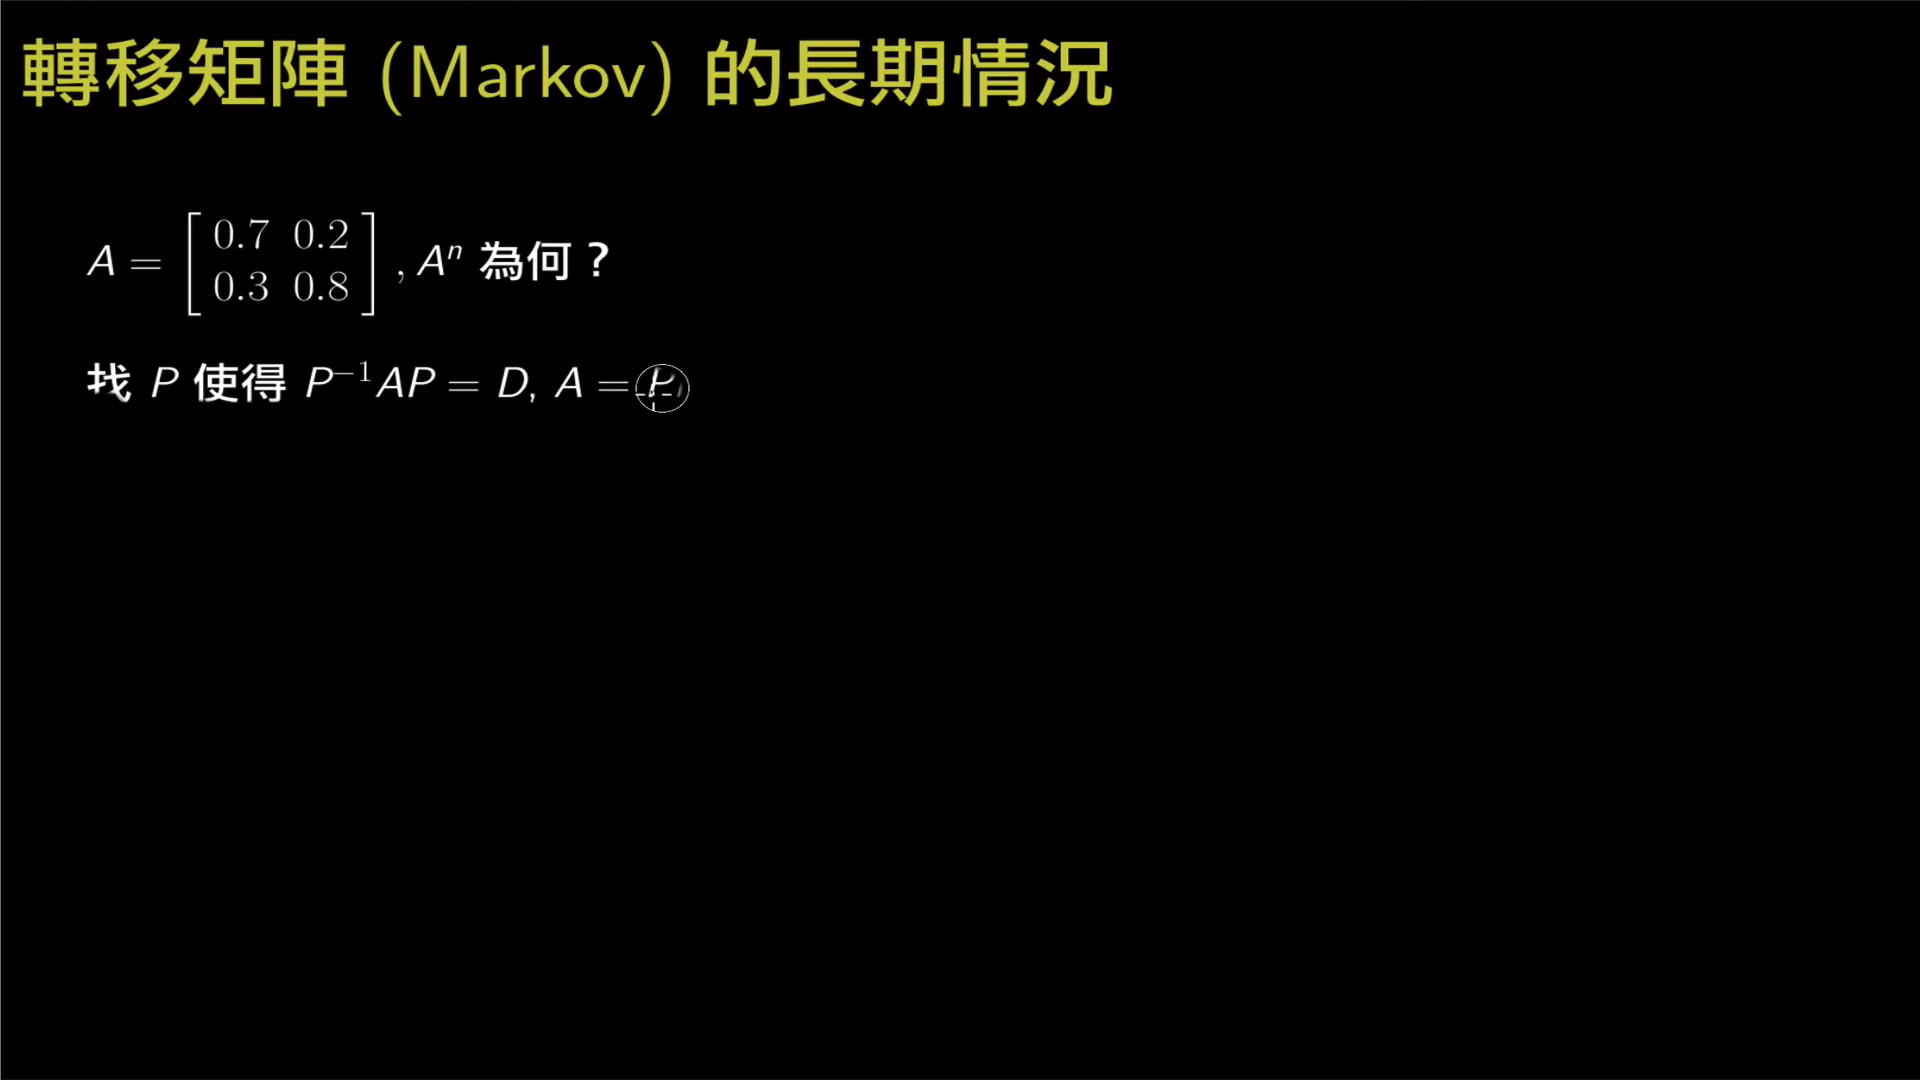 轉移矩陣 (Markov) 的長期情況
A = [ 0.7 0.2 0.3 0.8 ] , Aⁿ 為何？
找 P 使得 P⁻¹AP = D, A =